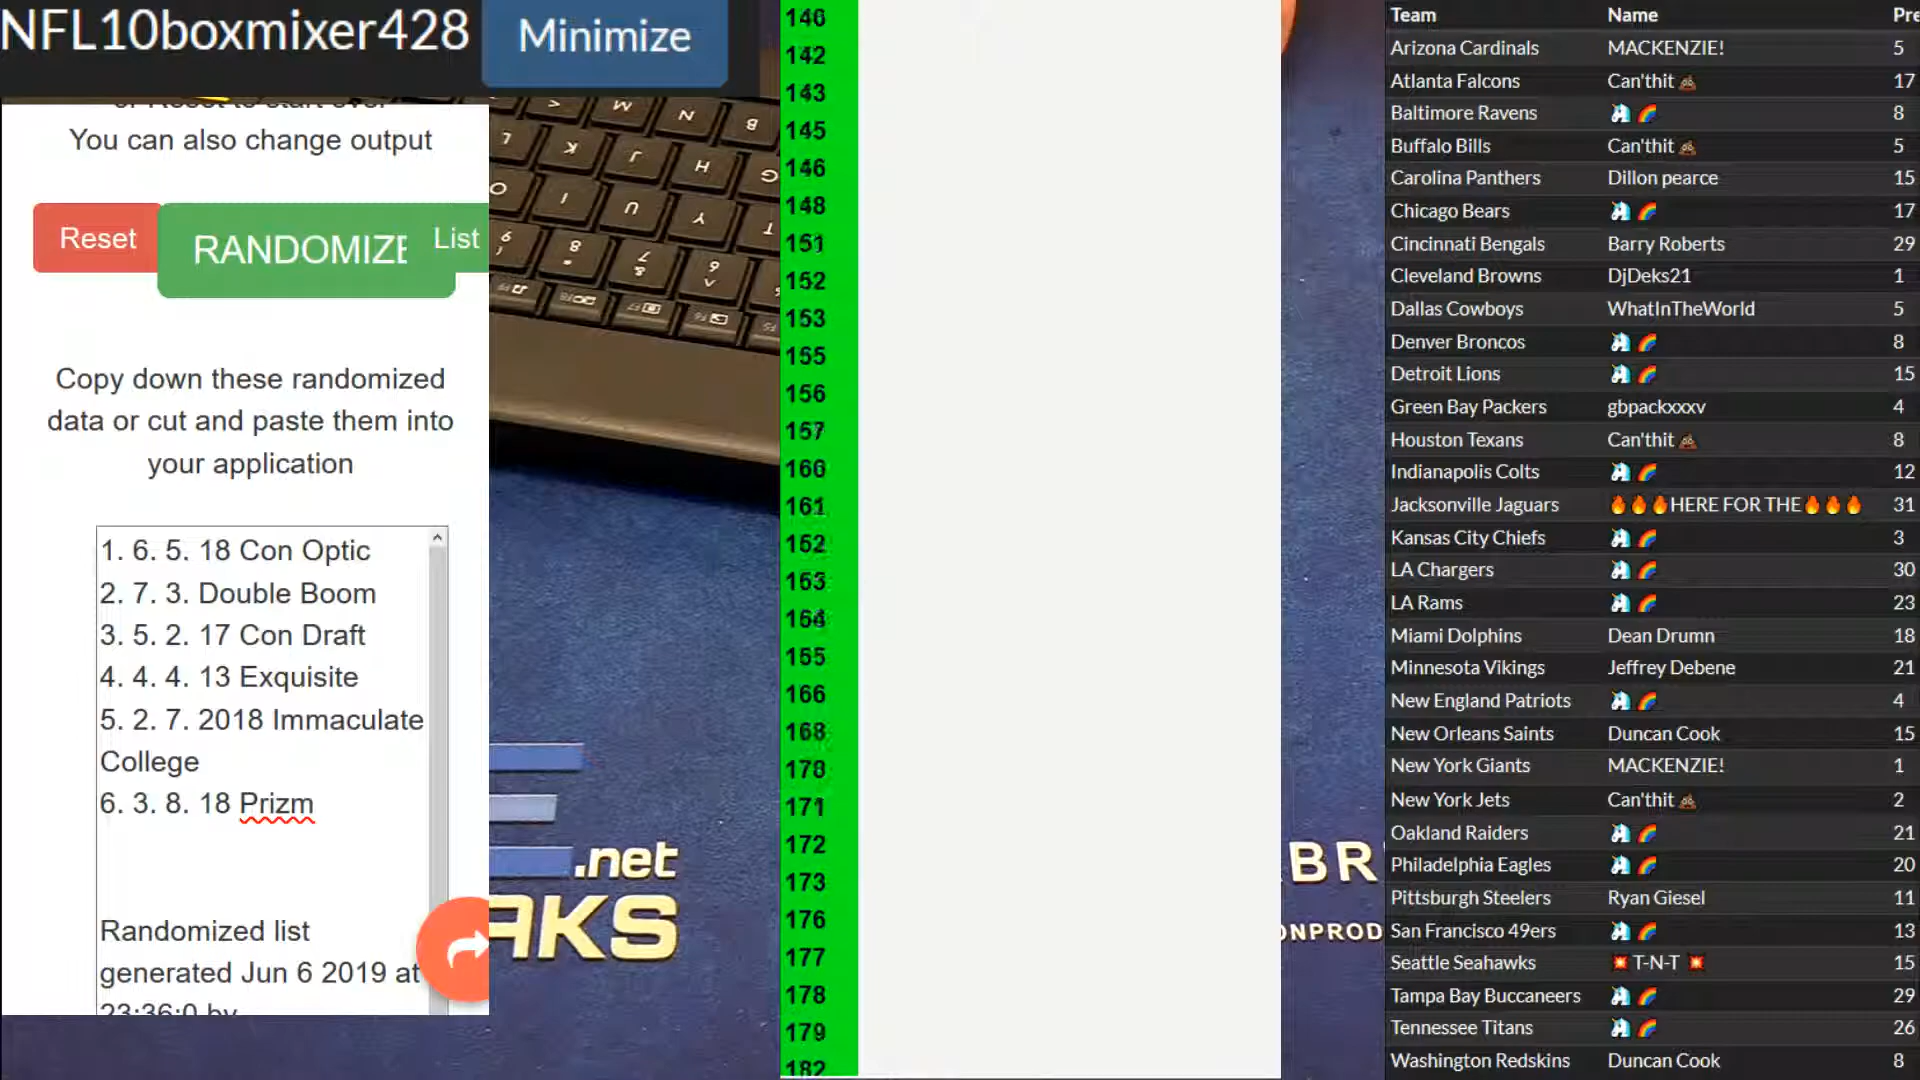 NFL10boxmixer428
Minimize
You can also change output
Reset
RANDOMIZE
List
Copy down these randomized
data or cut and paste them into
your application
1. 6. 5. 18 Con Optic
2. 7. 3. Double Boom
3. 5. 2. 17 Con Draft
4. 4. 4. 13 Exquisite
5. 2. 7. 2018 Immaculate
College
6. 3. 8. 18 Prizm
Randomized list
generated Jun 6 2019 at
.net
AKS
142
143
145
146
148
151
152
153
155
156
157
160
161
164
166
168
171
172
173
176
177
178
179
182
BR
ONPROD
Team Name Pre
Arizona Cardinals MACKENZIE! 5
Atlanta Falcons Can'thit 💩 17
Baltimore Ravens 🦄 🌈 8
Buffalo Bills Can'thit 💩 5
Carolina Panthers Dillon pearce 15
Chicago Bears 🦄 🌈 17
Cincinnati Bengals Barry Roberts 29
Cleveland Browns DjDeks21 1
Dallas Cowboys WhatInTheWorld 5
Denver Broncos 🦄 🌈 8
Detroit Lions 🦄 🌈 15
Green Bay Packers gbpackxxxv 4
Houston Texans Can'thit 💩 8
Indianapolis Colts 🦄 🌈 12
Jacksonville Jaguars 🔥🔥🔥HERE FOR THE🔥🔥🔥 31
Kansas City Chiefs 🦄 🌈 3
LA Chargers 🦄 🌈 30
LA Rams 🦄 🌈 23
Miami Dolphins Dean Drumn 18
Minnesota Vikings Jeffrey Debene 21
New England Patriots 🦄 🌈 4
New Orleans Saints Duncan Cook 15
New York Giants MACKENZIE! 1
New York Jets Can'thit 💩 2
Oakland Raiders 🦄 🌈 21
Philadelphia Eagles 🦄 🌈 20
Pittsburgh Steelers Ryan Giesel 11
San Francisco 49ers 🦄 🌈 13
Seattle Seahawks 💥 T-N-T 💥 15
Tampa Bay Buccaneers 🦄 🌈 29
Tennessee Titans 🦄 🌈 26
Washington Redskins Duncan Cook 8